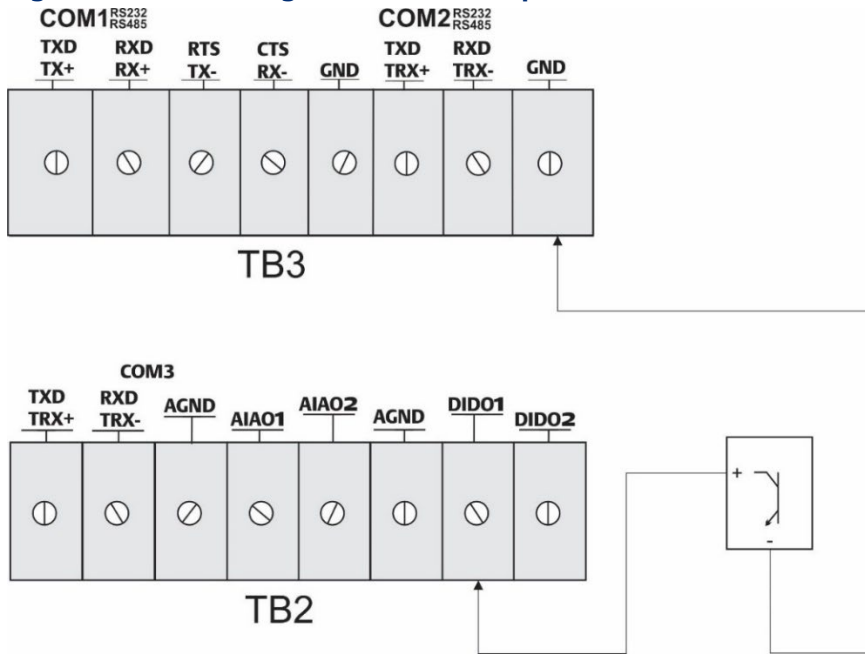 COM1 RS232 RS485 COM2 RS232 RS485
TXD RXD RTS CTS GND TXD RXD GND
TX+ RX+ TX- RX- TRX+ TRX-
TB3
COM3
TXD RXD AGND AIAO1 AIAO2 AGND DIDO1 DIDO2
TRX+ TRX-
+
-
TB2